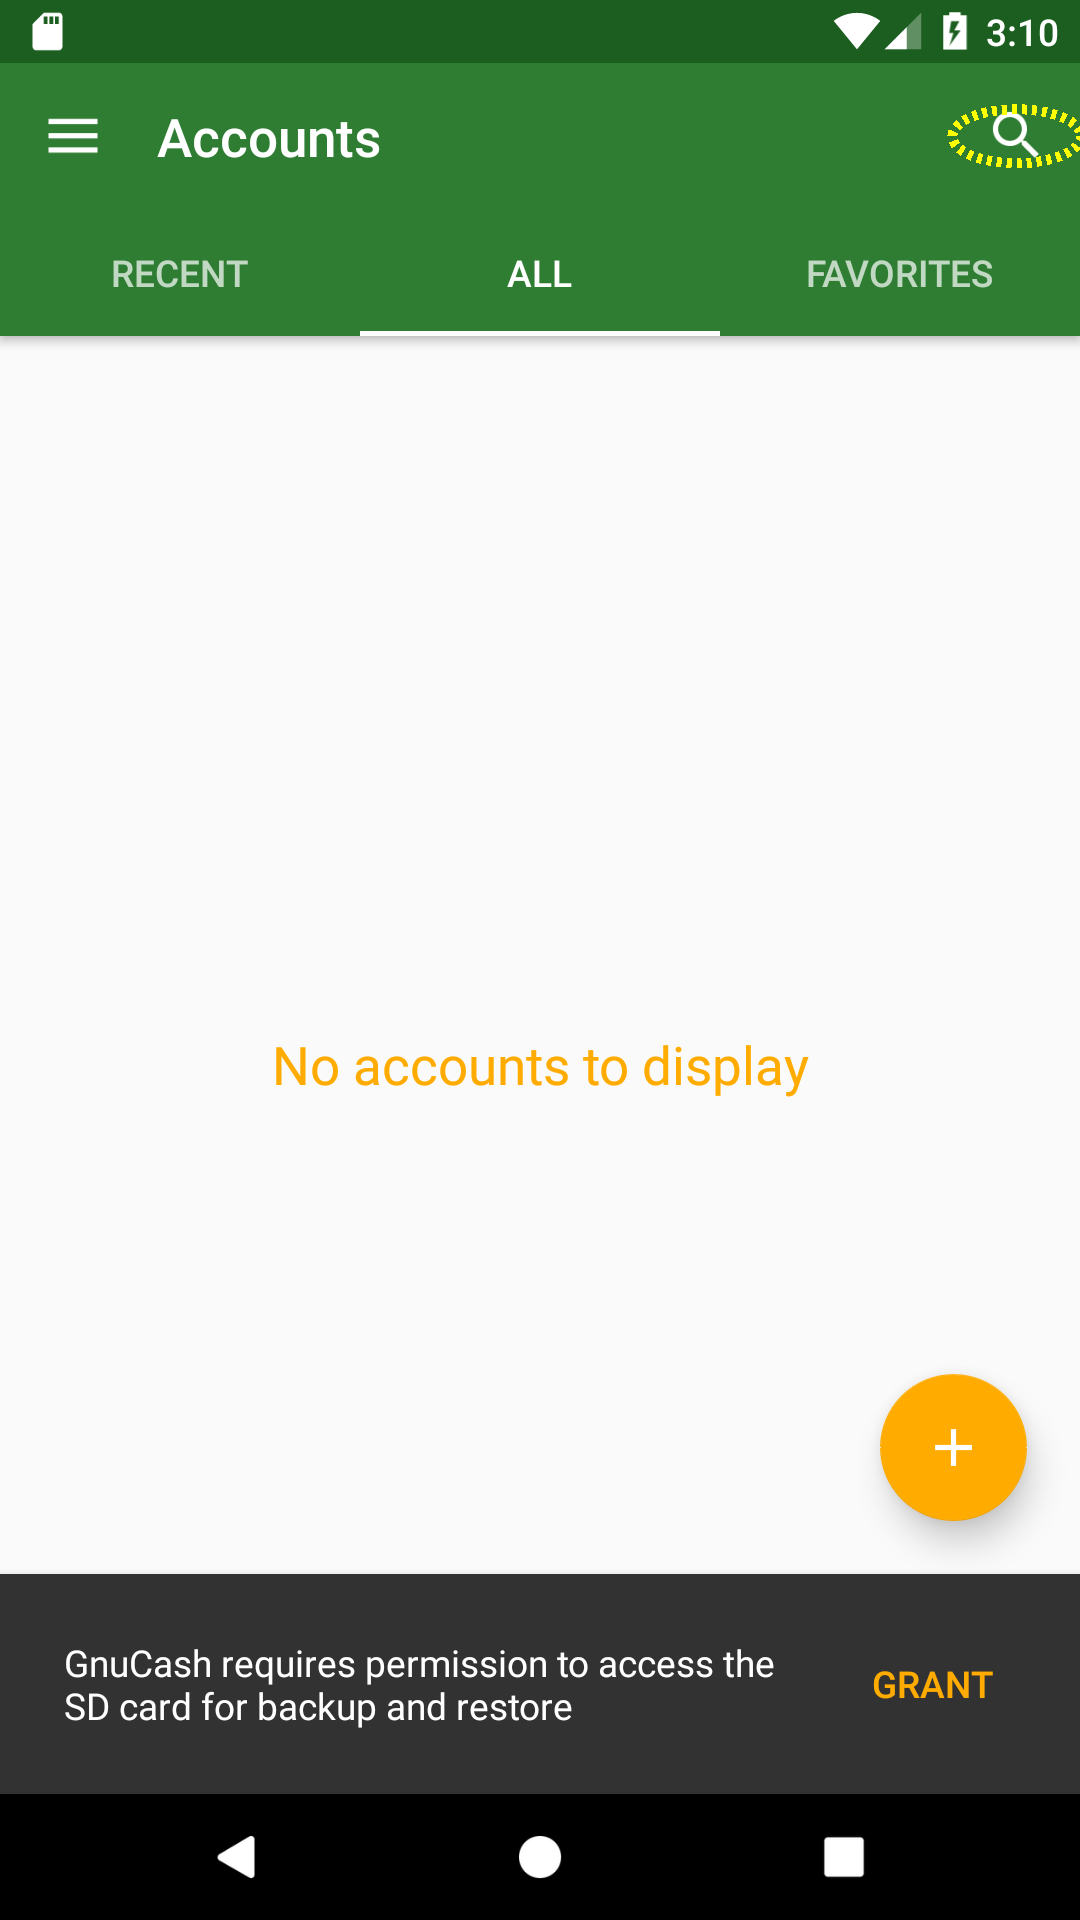 3:10
Accounts
RECENT
ALL
FAVORITES
No accounts to display
GnuCash requires permission to access the
SD card for backup and restore
GRANT